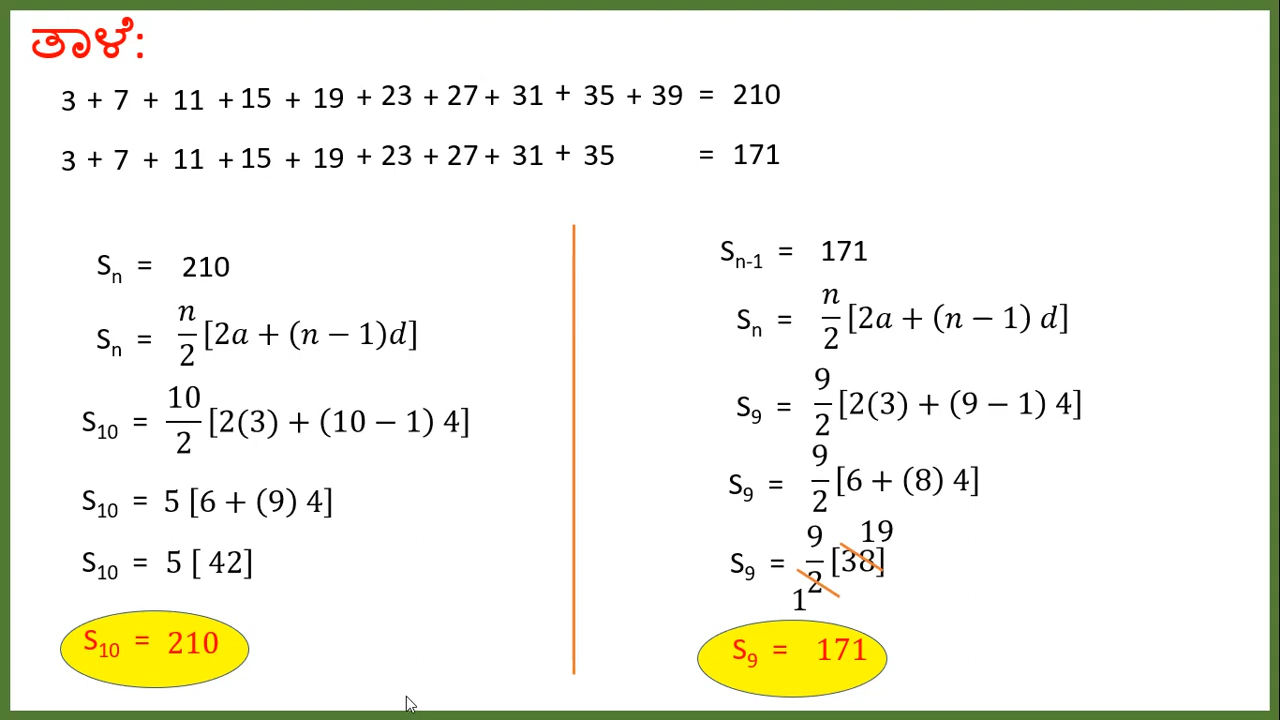 ತಾಳೆ:
3 + 7 + 11 + 15 + 19 + 23 + 27 + 31 + 35 + 39 = 210
3 + 7 + 11 + 15 + 19 + 23 + 27 + 31 + 35 = 171
Sₙ = 210
Sₙ = n/2 [2a + (n − 1)d]
S₁₀ = 10/2 [2(3) + (10 − 1) 4]
S₁₀ = 5 [6 + (9) 4]
S₁₀ = 5 [ 42]
S₁₀ = 210
Sₙ₋₁ = 171
Sₙ = n/2 [2a + (n − 1) d]
S₉ = 9/2 [2(3) + (9 − 1) 4]
S₉ = 9/2 [6 + (8) 4]
19
S₉ = 9/2 [38]
1
S₉ = 171